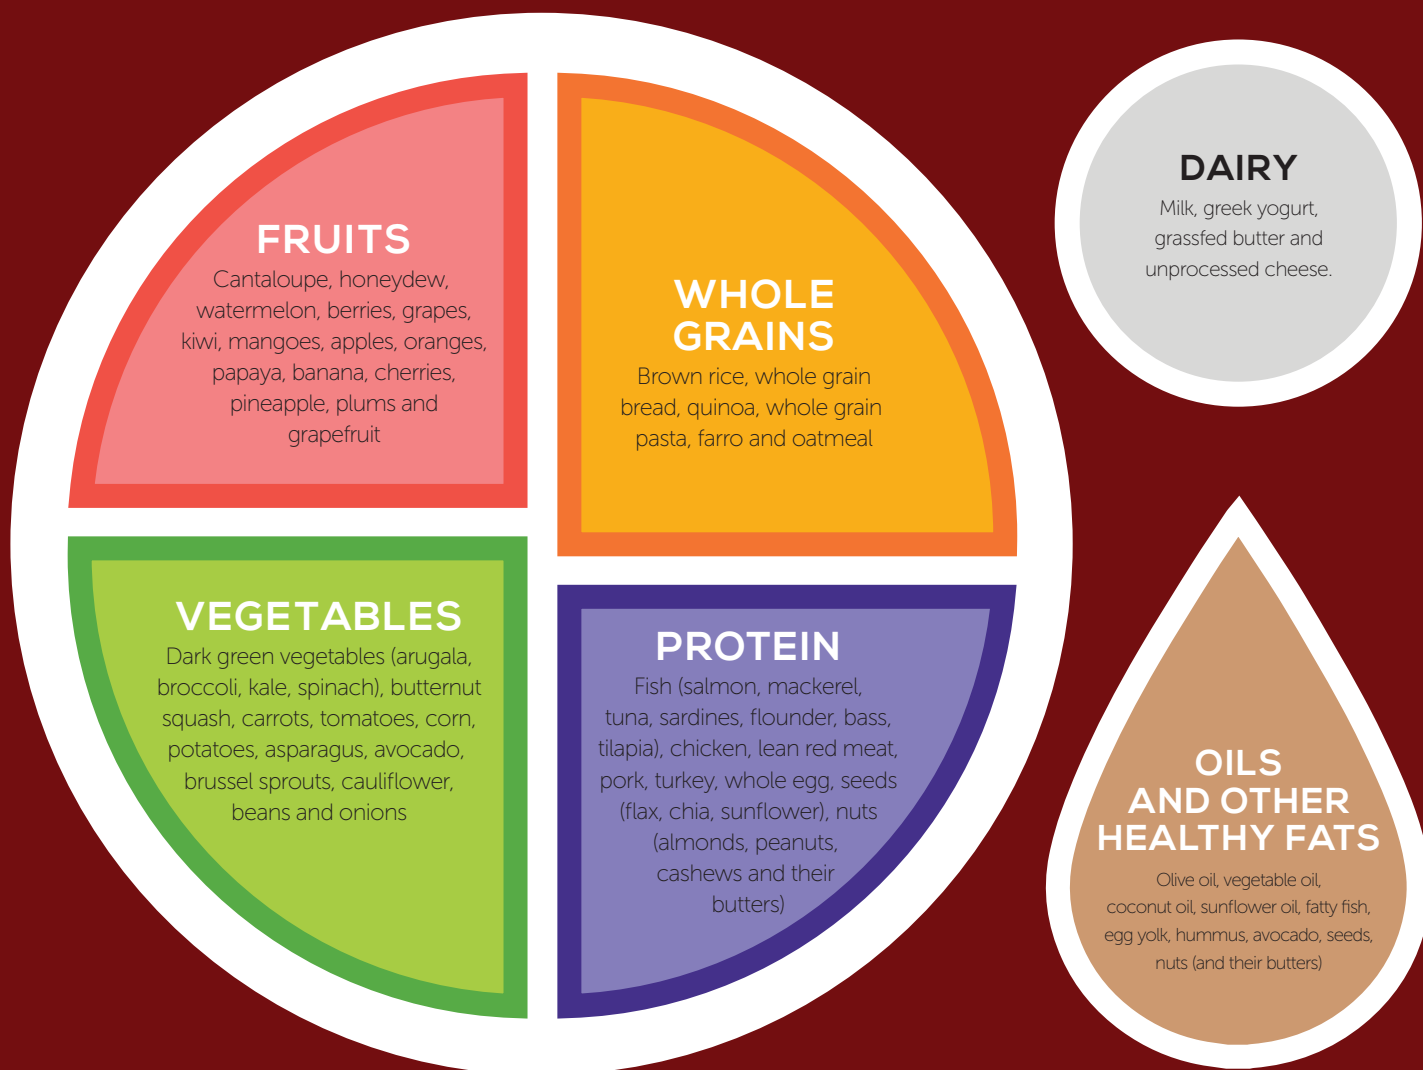 FRUITS
Cantaloupe, honeydew,
watermelon, berries, grapes,
kiwi, mangoes, apples, oranges,
papaya, banana, cherries,
pineapple, plums and
grapefruit
WHOLE
GRAINS
Brown rice, whole grain
bread, quinoa, whole grain
pasta, farro and oatmeal
VEGETABLES
Dark green vegetables (arugala,
broccoli, kale, spinach), butternut
squash, carrots, tomatoes, corn,
potatoes, asparagus, avocado,
brussel sprouts, cauliflower,
beans and onions
PROTEIN
Fish (salmon, mackerel,
tuna, sardines, flounder, bass,
tilapia), chicken, lean red meat,
pork, turkey, whole egg, seeds
(flax, chia, sunflower), nuts
(almonds, peanuts,
cashews and their
butters)
DAIRY
Milk, greek yogurt,
grassfed butter and
unprocessed cheese.
OILS
AND OTHER
HEALTHY FATS
Olive oil, vegetable oil,
coconut oil, sunflower oil, fatty fish,
egg yolk, hummus, avocado, seeds,
nuts (and their butters)